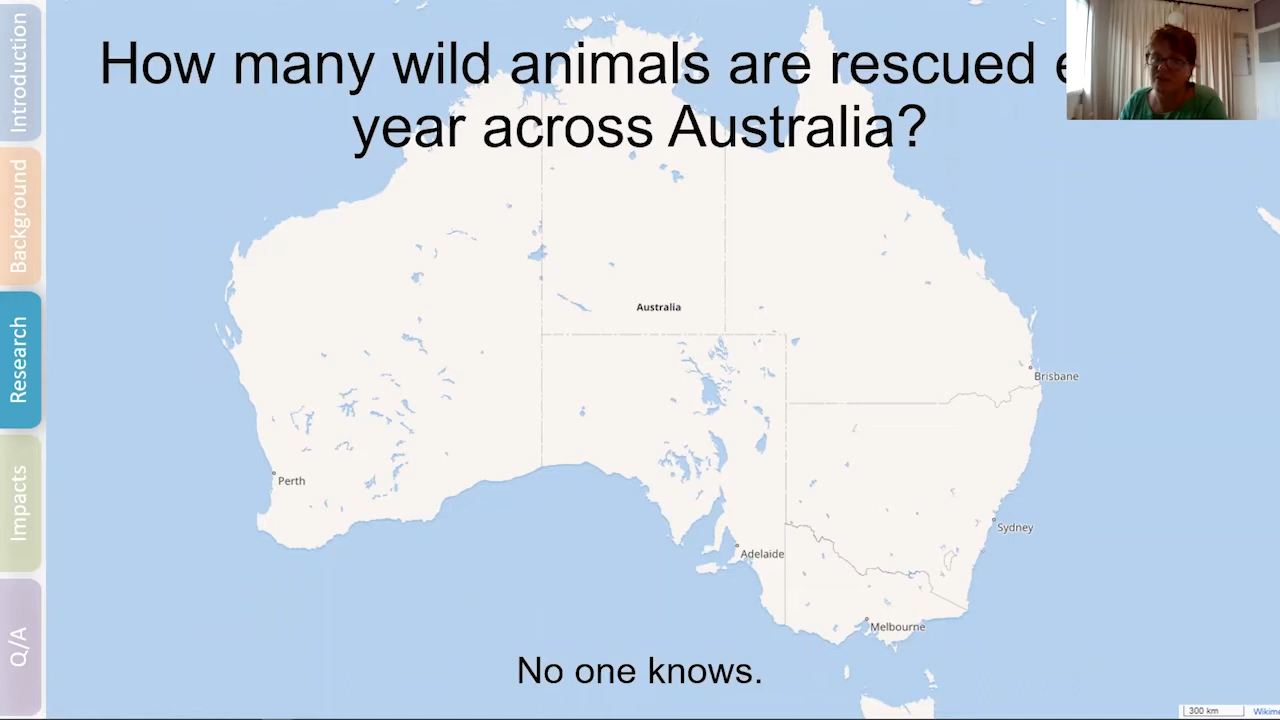 How many wild animals are rescued
year across Australia?
Introduction
Background
Research
Impacts
Q/A
Australia
Brisbane
Perth
Sydney
Adelaide
Melbourne
No one knows.
300 km